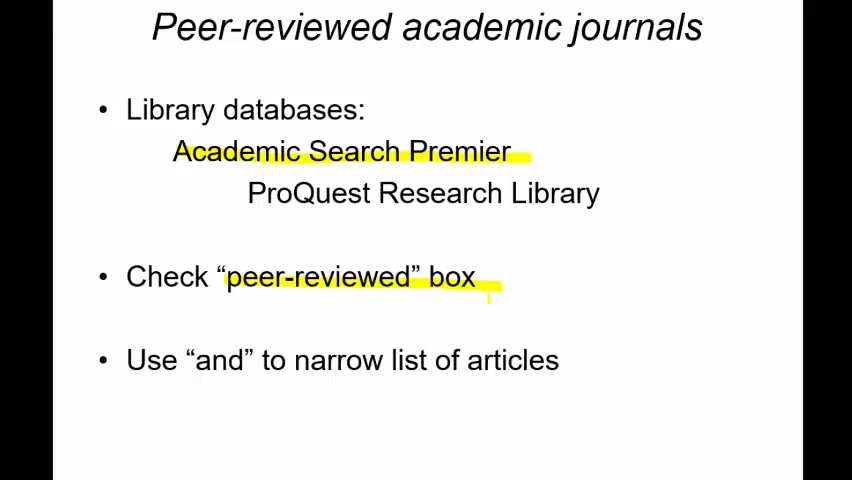 Peer-reviewed academic journals
• Library databases:
Academic Search Premier
ProQuest Research Library
• Check “peer-reviewed” box
• Use “and” to narrow list of articles